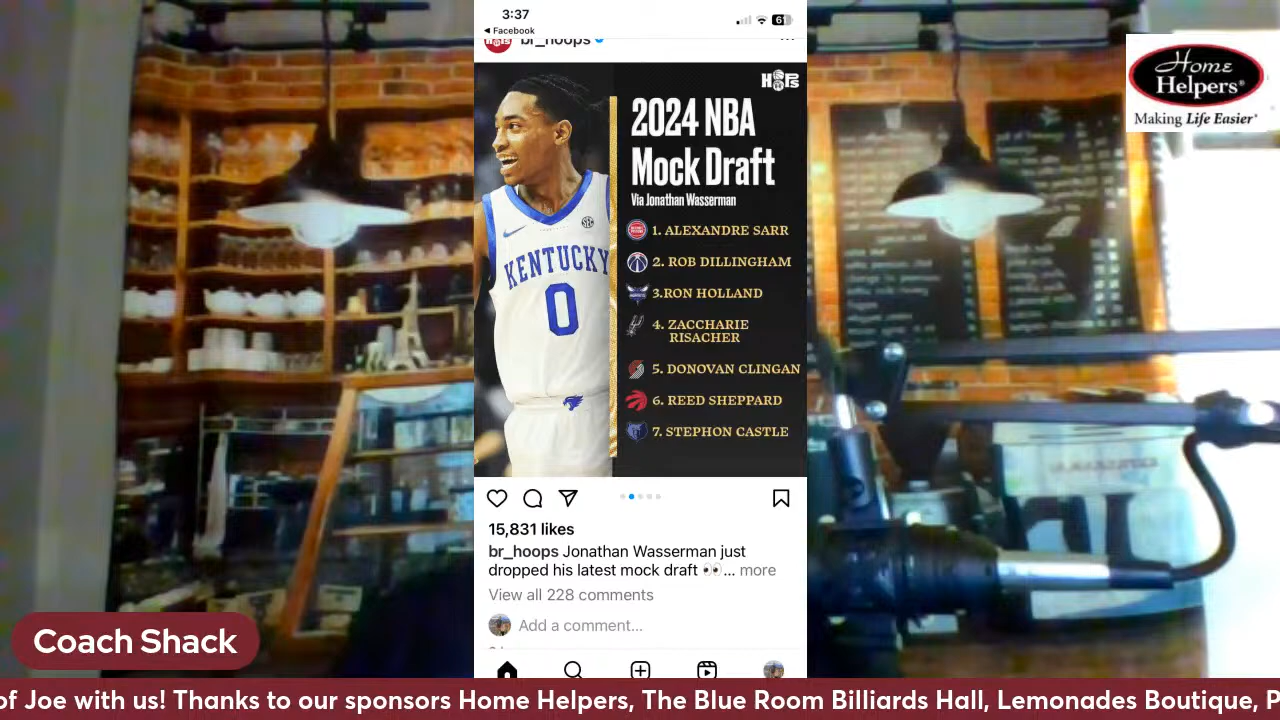 3:37
61
◀ Facebook
br_hoops
Home
Helpers®
Making Life Easier®
HOPS
2024 NBA
Mock Draft
Via Jonathan Wasserman
1. ALEXANDRE SARR
2. ROB DILLINGHAM
3.RON HOLLAND
4. ZACCHARIE
RISACHER
5. DONOVAN CLINGAN
6. REED SHEPPARD
7. STEPHON CASTLE
SEC
KENTUCKY
0
15,831 likes
br_hoops Jonathan Wasserman just
dropped his latest mock draft 👀... more
View all 228 comments
Add a comment...
Coach Shack
of Joe with us! Thanks to our sponsors Home Helpers, The Blue Room Billiards Hall, Lemonades Boutique, P